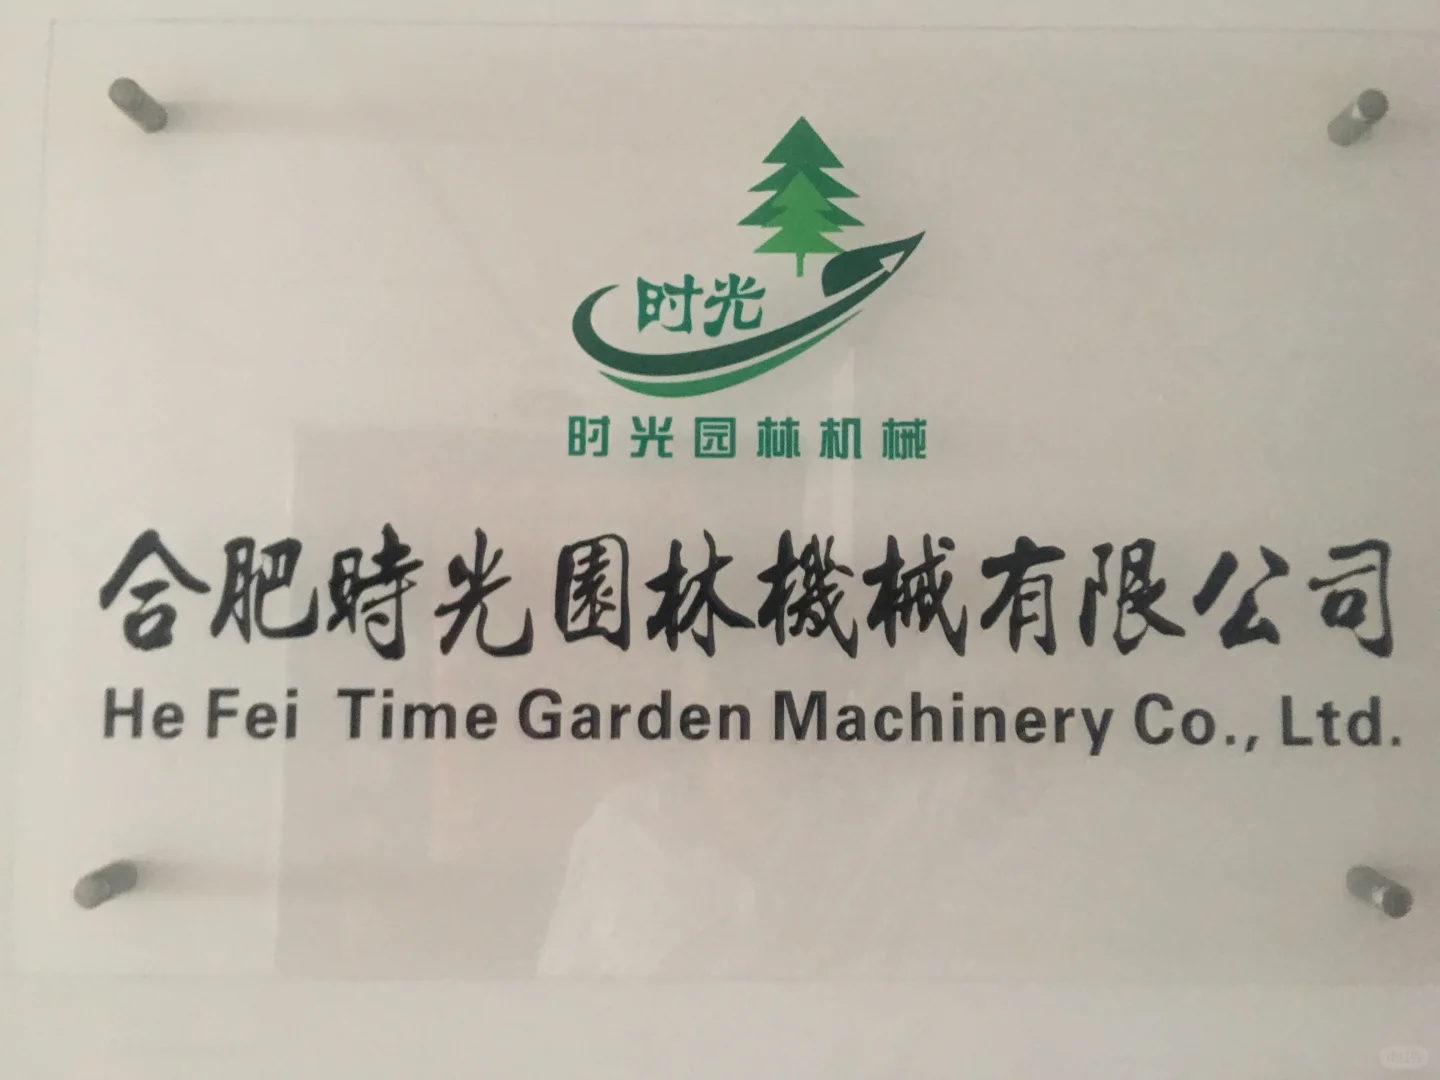 时光
时光园林机械
合肥時光園林機械有限公司
He Fei Time Garden Machinery Co., Ltd.